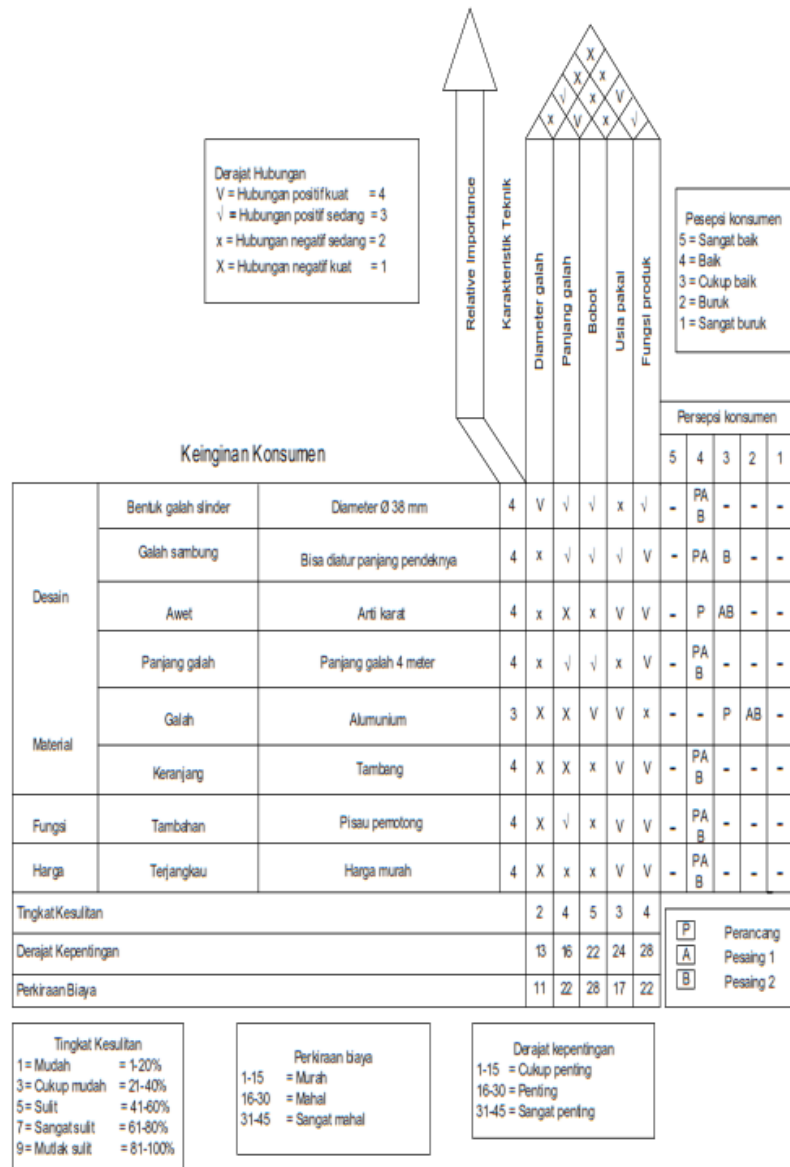 X
X x
√ x V
x V x √
Derajat Hubungan
V = Hubungan positif kuat = 4
√ = Hubungan positif sedang = 3
x = Hubungan negatif sedang = 2
X = Hubungan negatif kuat = 1
Relative Importance
Karakteristik Teknik
Diameter galah
Panjang galah
Bobot
Usia pakai
Fungsi produk
Pesepsi konsumen
5 = Sangat baik
4 = Baik
3 = Cukup baik
2 = Buruk
1 = Sangat buruk
Keinginan Konsumen
Persepsi konsumen
5 4 3 2 1
Desain
Bentuk galah slinder Diameter Ø 38 mm 4 V √ √ x √ - PA B - - -
Galah sambung Bisa diatur panjang pendeknya 4 x √ √ √ V - PA B - -
Awet Anti karat 4 x X x V V - P AB - -
Panjang galah Panjang galah 4 meter 4 x √ √ x V - PA B - - -
Material
Galah Alumunium 3 X X V V x - - P AB -
Keranjang Tambang 4 X X x V V - PA B - - -
Fungsi Tambahan Pisau pemotong 4 X √ x V V - PA B - - -
Harga Terjangkau Harga murah 4 X x x V V - PA B - - -
Tingkat Kesulitan 2 4 5 3 4
Derajat Kepentingan 13 16 22 24 28
Perkiraan Biaya 11 22 28 17 22
P Perancang
A Pesaing 1
B Pesaing 2
Tingkat Kesulitan
1 = Mudah = 1-20%
3 = Cukup mudah = 21-40%
5 = Sulit = 41-60%
7 = Sangat sulit = 61-80%
9 = Mutlak sulit = 81-100%
Perkiraan biaya
1-15 = Murah
16-30 = Mahal
31-45 = Sangat mahal
Derajat kepentingan
1-15 = Cukup penting
16-30 = Penting
31-45 = Sangat penting